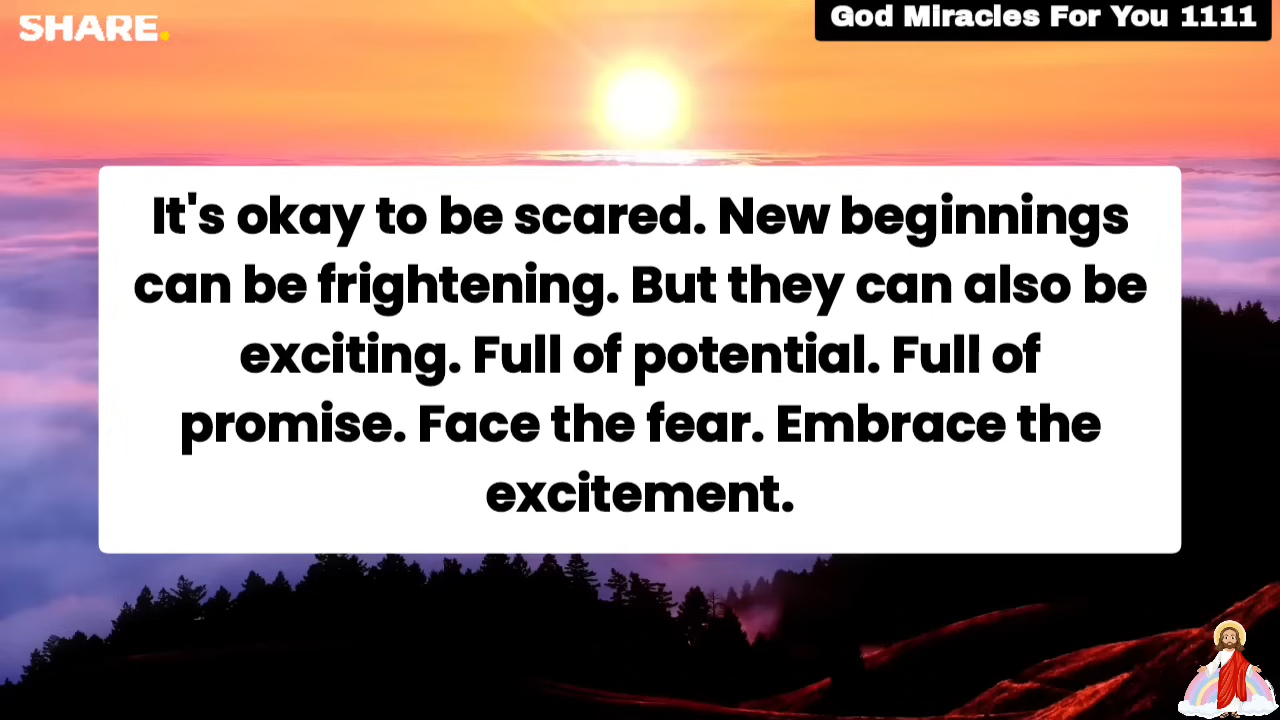 SHARE.
God Miracles For You 1111
It's okay to be scared. New beginnings
can be frightening. But they can also be
exciting. Full of potential. Full of
promise. Face the fear. Embrace the
excitement.